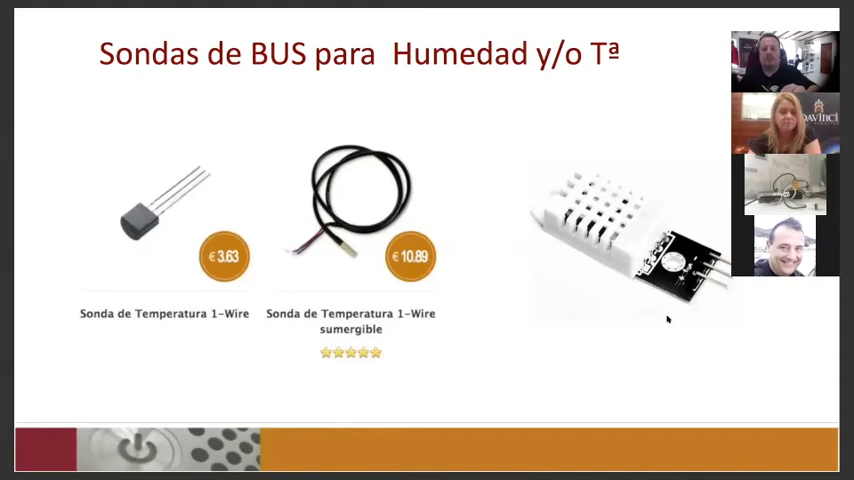 Sondas de BUS para Humedad y/o Tª
€ 3.63
€ 10.89
Sonda de Temperatura 1-Wire
Sonda de Temperatura 1-Wire
sumergible
DAVINCI